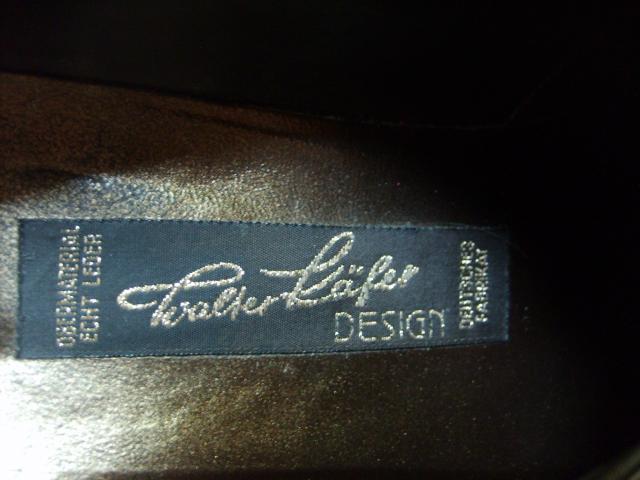 OBERMATERIAL
ECHT LEDER
Walter Käfer
DESIGN
DEUTSCHES
FABRIKAT